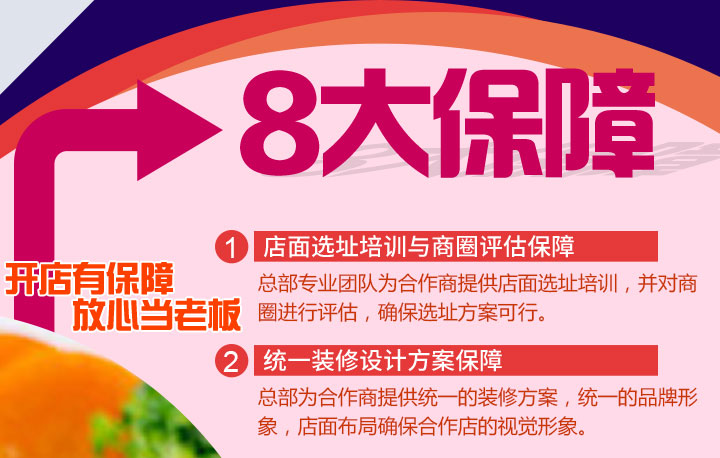 8大保障
1 店面选址培训与商圈评估保障
总部专业团队为合作商提供店面选址培训，并对商
圈进行评估，确保选址方案可行。
开店有保障
放心当老板
2 统一装修设计方案保障
总部为合作商提供统一的装修方案，统一的品牌形
象，店面布局确保合作店的视觉形象。